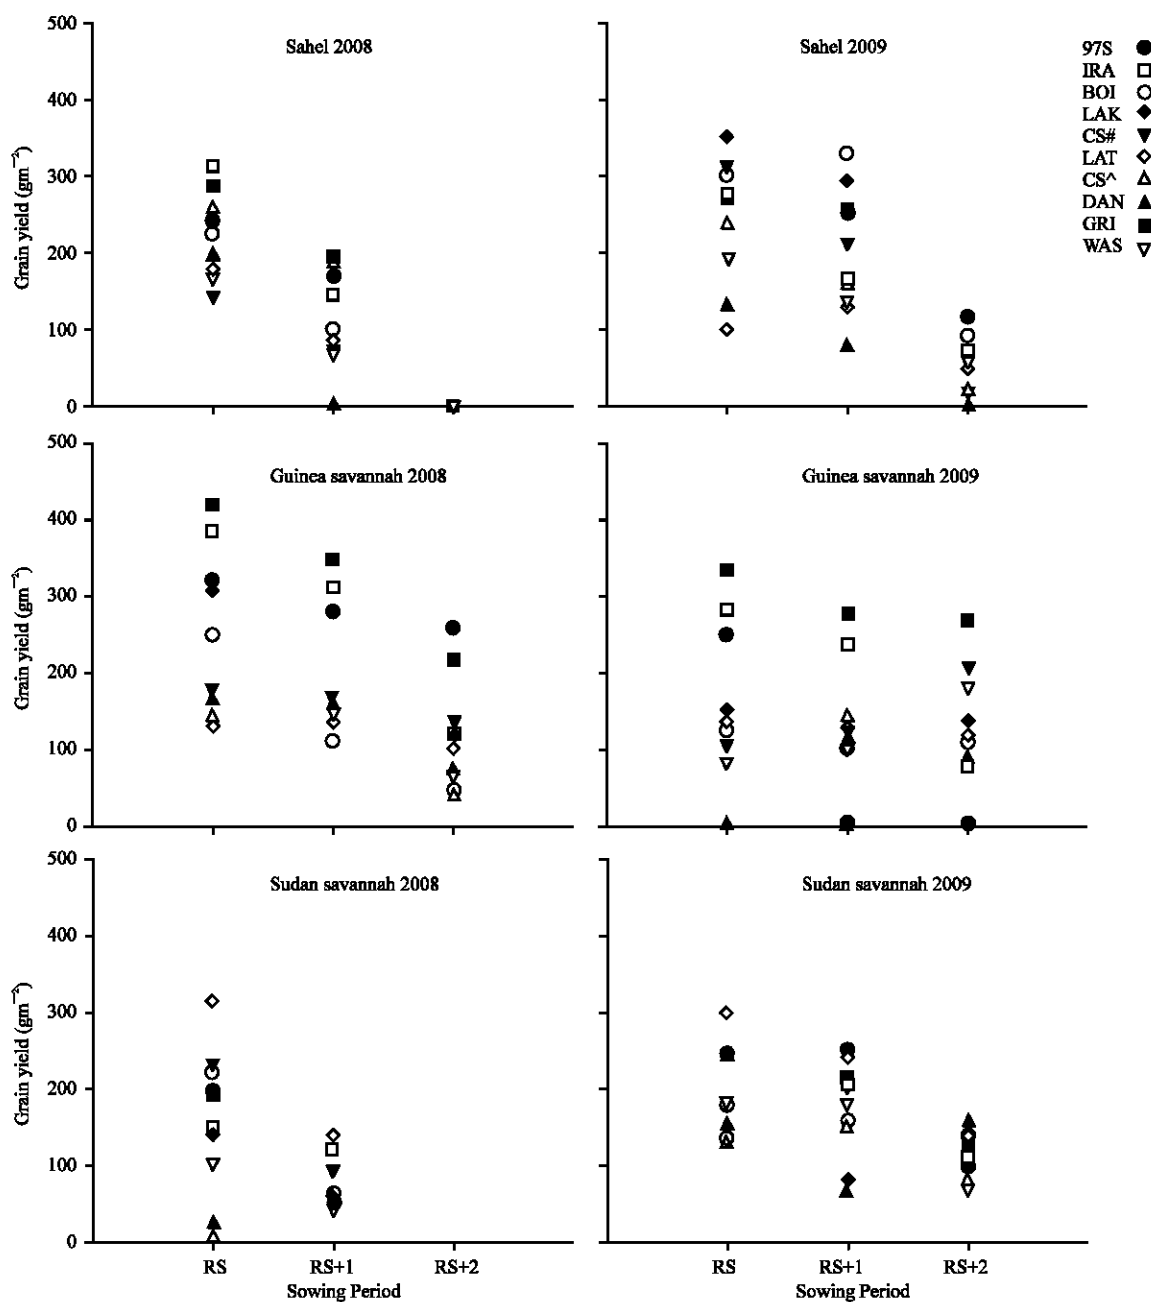 500
400
300
200
100
0
Grain yield (gm⁻²)
Sahel 2008
Sahel 2009
97S
IRA
BOI
LAK
CS#
LAT
CS^
DAN
GRI
WAS
500
400
300
200
100
0
Grain yield (gm⁻²)
Guinea savannah 2008
Guinea savannah 2009
500
400
300
200
100
0
Grain yield (gm⁻²)
Sudan savannah 2008
Sudan savannah 2009
RS RS+1 RS+2
Sowing Period
RS RS+1 RS+2
Sowing Period